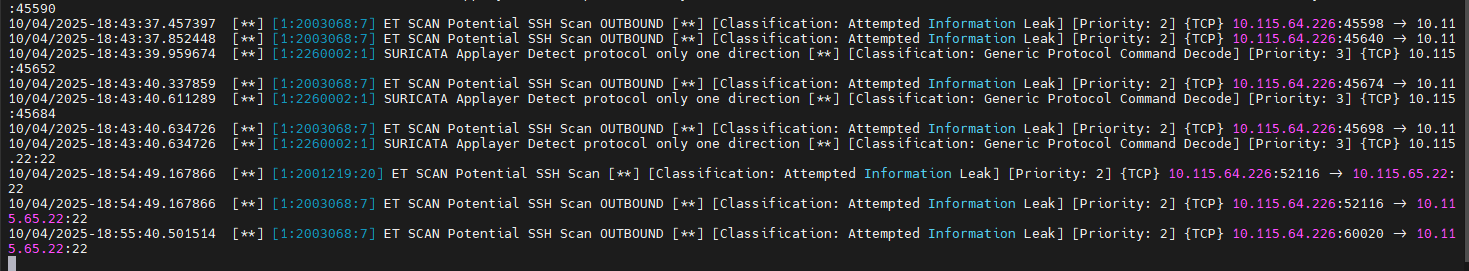 :45590
10/04/2025-18:43:37.457397  [**] [1:2003068:7] ET SCAN Potential SSH Scan OUTBOUND [**] [Classification: Attempted Information Leak] [Priority: 2] {TCP} 10.115.64.226:45598 → 10.11
10/04/2025-18:43:37.852448  [**] [1:2003068:7] ET SCAN Potential SSH Scan OUTBOUND [**] [Classification: Attempted Information Leak] [Priority: 2] {TCP} 10.115.64.226:45640 → 10.11
10/04/2025-18:43:39.959674  [**] [1:2260002:1] SURICATA Applayer Detect protocol only one direction [**] [Classification: Generic Protocol Command Decode] [Priority: 3] {TCP} 10.115
:45652
10/04/2025-18:43:40.337859  [**] [1:2003068:7] ET SCAN Potential SSH Scan OUTBOUND [**] [Classification: Attempted Information Leak] [Priority: 2] {TCP} 10.115.64.226:45674 → 10.11
10/04/2025-18:43:40.611289  [**] [1:2260002:1] SURICATA Applayer Detect protocol only one direction [**] [Classification: Generic Protocol Command Decode] [Priority: 3] {TCP} 10.115
:45684
10/04/2025-18:43:40.634726  [**] [1:2003068:7] ET SCAN Potential SSH Scan OUTBOUND [**] [Classification: Attempted Information Leak] [Priority: 2] {TCP} 10.115.64.226:45698 → 10.11
10/04/2025-18:43:40.634726  [**] [1:2260002:1] SURICATA Applayer Detect protocol only one direction [**] [Classification: Generic Protocol Command Decode] [Priority: 3] {TCP} 10.115
.22:22
10/04/2025-18:54:49.167866  [**] [1:2001219:20] ET SCAN Potential SSH Scan [**] [Classification: Attempted Information Leak] [Priority: 2] {TCP} 10.115.64.226:52116 → 10.115.65.22:
22
10/04/2025-18:54:49.167866  [**] [1:2003068:7] ET SCAN Potential SSH Scan OUTBOUND [**] [Classification: Attempted Information Leak] [Priority: 2] {TCP} 10.115.64.226:52116 → 10.11
5.65.22:22
10/04/2025-18:55:40.501514  [**] [1:2003068:7] ET SCAN Potential SSH Scan OUTBOUND [**] [Classification: Attempted Information Leak] [Priority: 2] {TCP} 10.115.64.226:60020 → 10.11
5.65.22:22